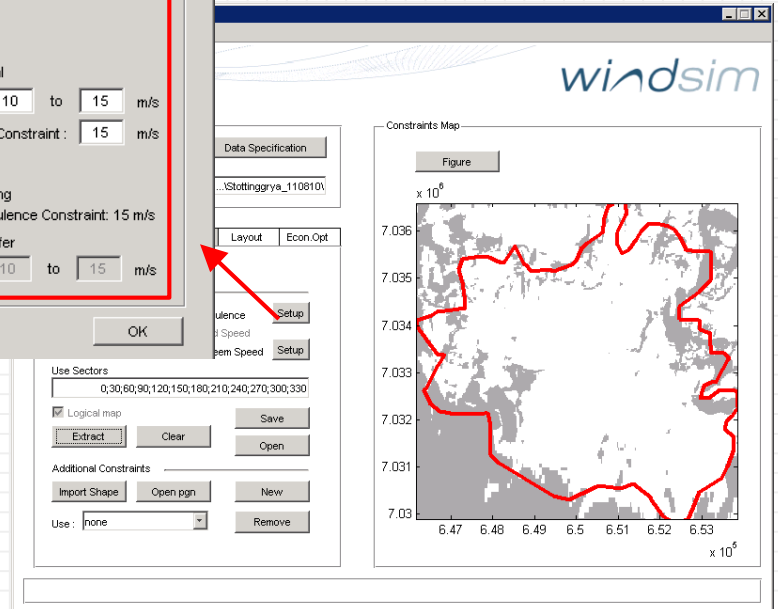 l
10 to 15 m/s
Constraint : 15 m/s
ng
ulence Constraint: 15 m/s
fer
10 to 15 m/s
OK
windsim
Data Specification
...\Stottinggrya_110810\
Layout Econ.Opt
ulence Setup
d Speed
eem Speed Setup
Use Sectors
0;30;60;90;120;150;180;210;240;270;300;330
Logical map
Save
Extract Clear
Open
Additional Constraints
Import Shape Open pgn New
Use : none Remove
Constraints Map
Figure
x 10^6
7.036
7.035
7.034
7.033
7.032
7.031
7.03
6.47 6.48 6.49 6.5 6.51 6.52 6.53
x 10^5